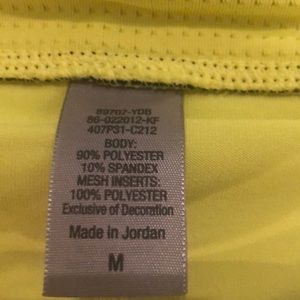 89707-YDB
86-022012-KF
407P31-C212
BODY:
90% POLYESTER
10% SPANDEX
MESH INSERTS:
100% POLYESTER
Exclusive of Decoration
Made in Jordan
M